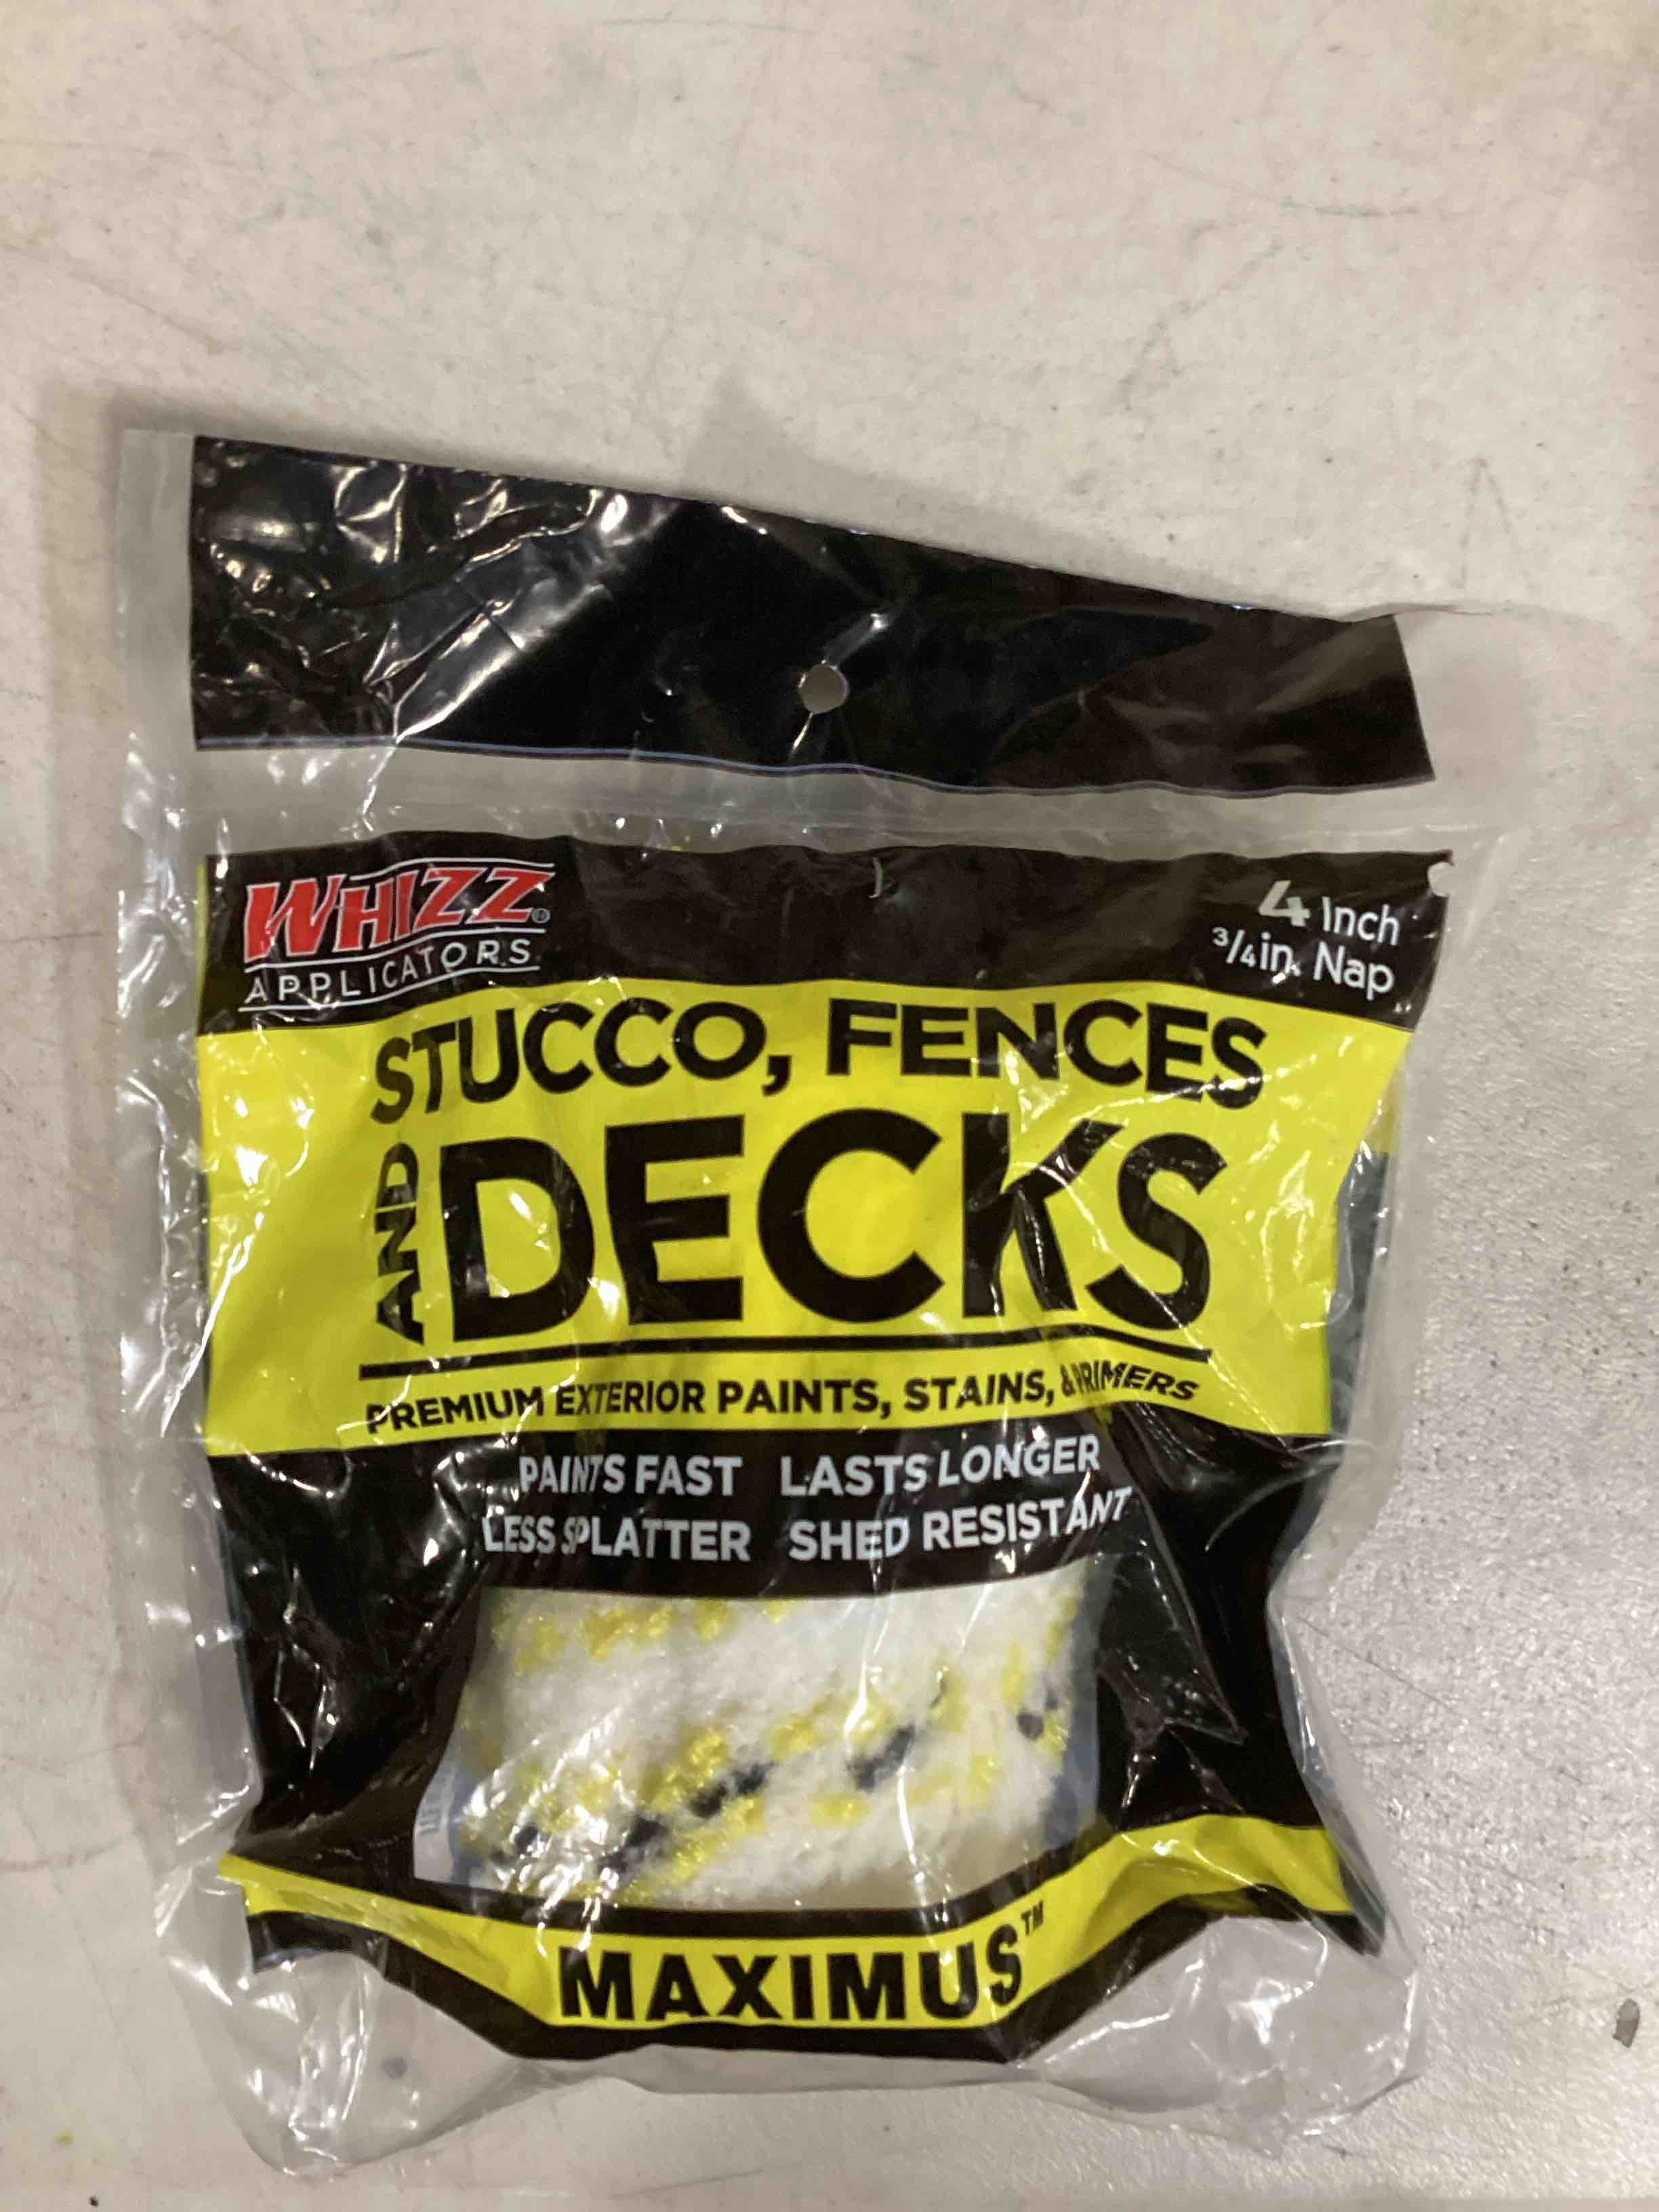 WHIZZ®
APPLICATORS
4 Inch
3/4in. Nap
STUCCO, FENCES
AND DECKS
PREMIUM EXTERIOR PAINTS, STAINS, & PRIMERS
PAINTS FAST LASTS LONGER
LESS SPLATTER SHED RESISTANT
MAXIMUS™